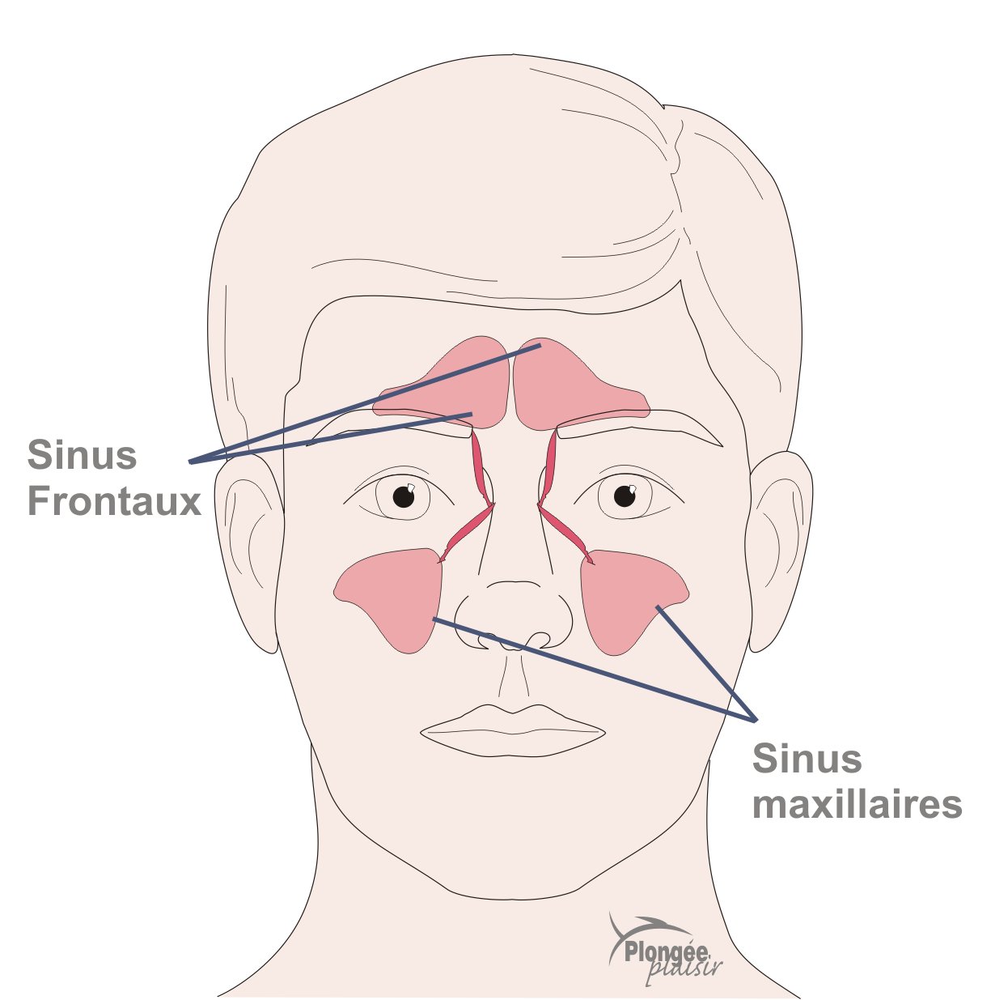 Sinus
Frontaux
Sinus
maxillaires
Plongée
plaisir